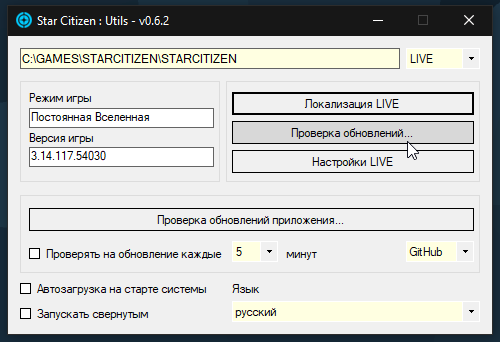 Star Citizen : Utils - v0.6.2
C:\GAMES\STARCITIZEN\STARCITIZEN
LIVE
Режим игры
Постоянная Вселенная
Версия игры
3.14.117.54030
Локализация LIVE
Проверка обновлений...
Настройки LIVE
Проверка обновлений приложения...
Проверять на обновление каждые 5 минут
GitHub
Автозагрузка на старте системы
Язык
Запускать свернутым
русский